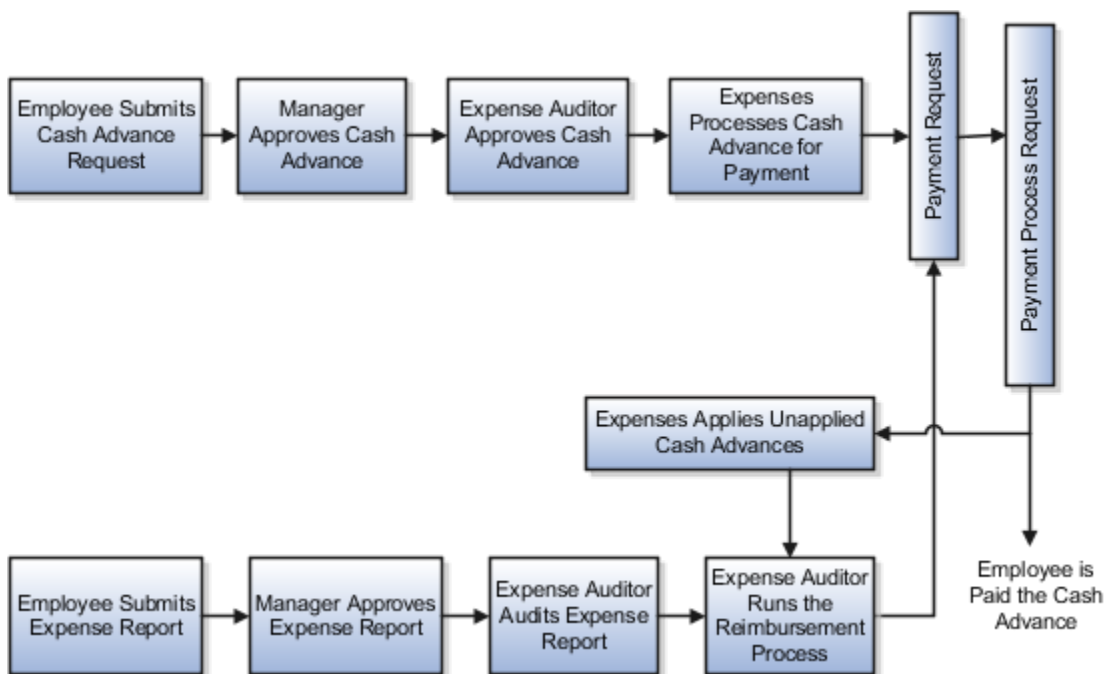 Employee Submits
Cash Advance
Request
Manager
Approves Cash
Advance
Expense Auditor
Approves Cash
Advance
Expenses
Processes Cash
Advance for
Payment
Payment Request
Payment Process Request
Expenses Applies Unapplied
Cash Advances
Employee Submits
Expense Report
Manager Approves
Expense Report
Expense Auditor
Audits Expense
Report
Expense Auditor
Runs the
Reimbursement
Process
Employee is
Paid the Cash
Advance